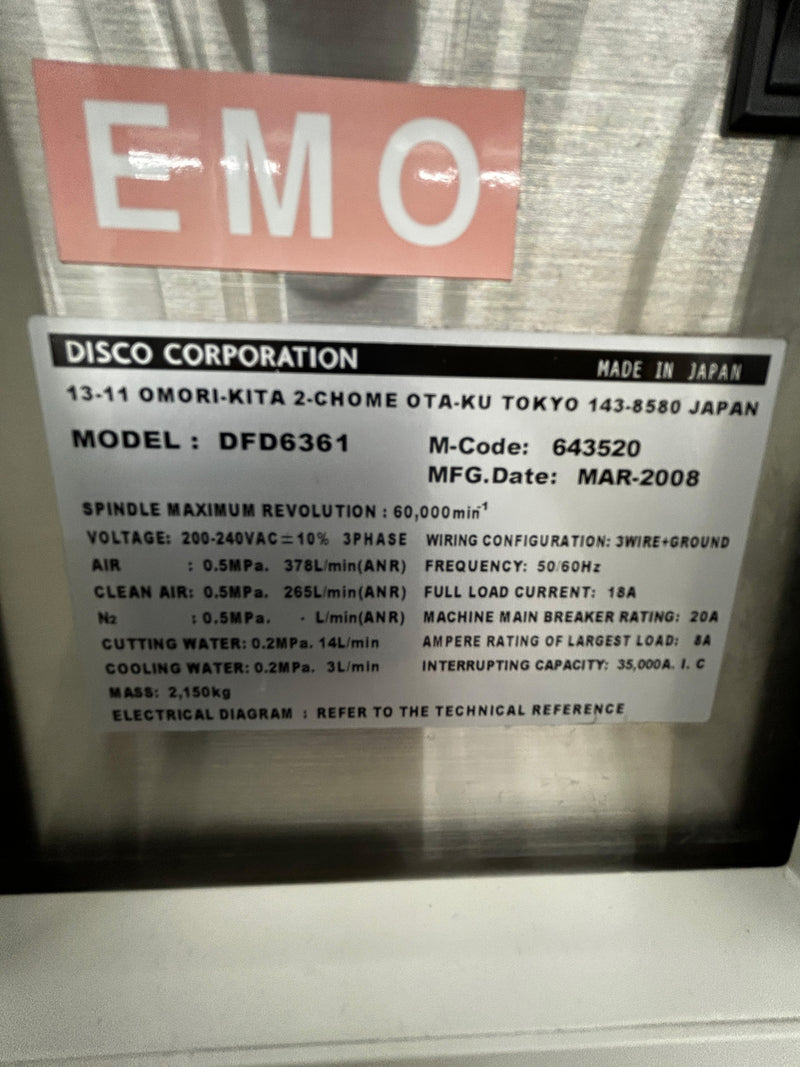 EMO
DISCO CORPORATION MADE IN JAPAN
13-11 OMORI-KITA 2-CHOME OTA-KU TOKYO 143-8580 JAPAN
MODEL : DFD6361 M-Code: 643520
MFG.Date: MAR-2008
SPINDLE MAXIMUM REVOLUTION : 60,000min⁻¹
VOLTAGE: 200-240VAC±10% 3PHASE WIRING CONFIGURATION: 3WIRE+GROUND
AIR : 0.5MPa. 378L/min(ANR) FREQUENCY: 50/60Hz
CLEAN AIR: 0.5MPa. 265L/min(ANR) FULL LOAD CURRENT: 18A
N₂ : 0.5MPa. - L/min(ANR) MACHINE MAIN BREAKER RATING: 20A
CUTTING WATER: 0.2MPa. 14L/min AMPERE RATING OF LARGEST LOAD: 8A
COOLING WATER: 0.2MPa. 3L/min INTERRUPTING CAPACITY: 35,000A. I. C
MASS: 2,150kg
ELECTRICAL DIAGRAM : REFER TO THE TECHNICAL REFERENCE